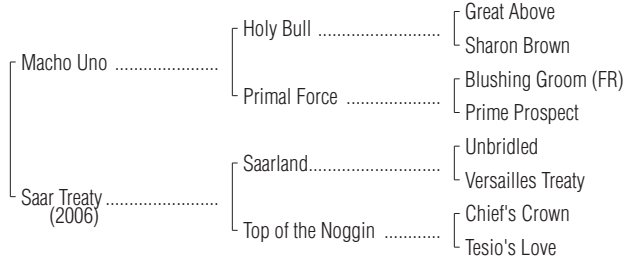 Great Above
Holy Bull ..........................
Sharon Brown
Macho Uno ......................
Blushing Groom (FR)
Primal Force ....................
Prime Prospect
Unbridled
Saarland............................
Versailles Treaty
Saar Treaty ........................
(2006)
Chief's Crown
Top of the Noggin ............
Tesio's Love